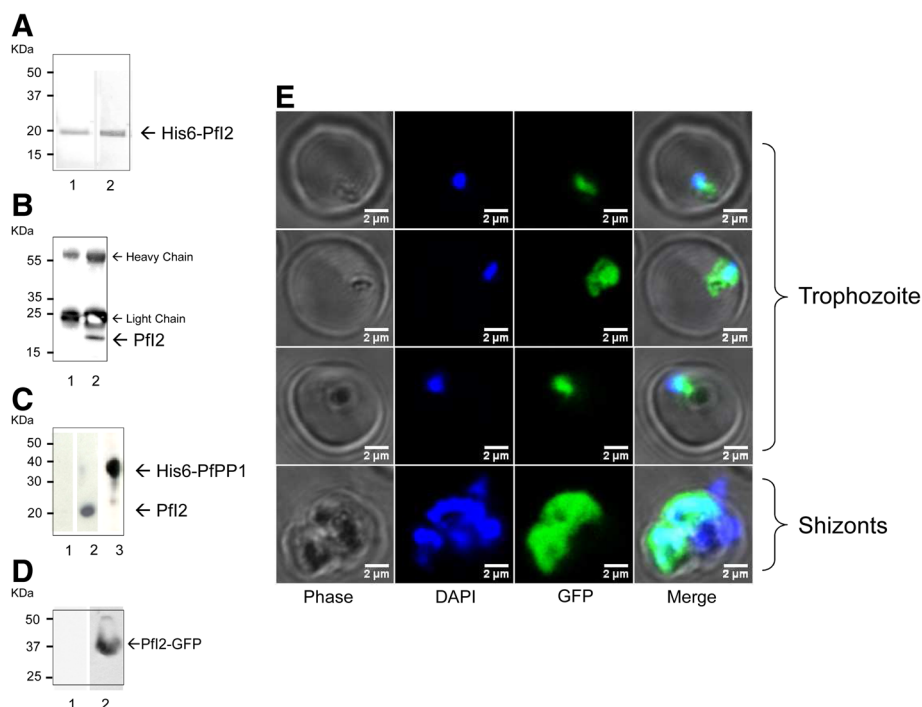 A
KDa
50
37
20
15
← His6-PfI2
1 2
B
KDa
55
35
25
15
← Heavy Chain
← Light Chain
← PfI2
1 2
C
KDa
50
40
30
20
← His6-PfPP1
← PfI2
1 2 3
D
KDa
50
37
25
←PfI2-GFP
1 2
E
2 µm 2 µm 2 µm 2 µm
2 µm 2 µm 2 µm 2 µm
2 µm 2 µm 2 µm 2 µm
2 µm 2 µm 2 µm 2 µm
Trophozoite
Shizonts
Phase DAPI GFP Merge